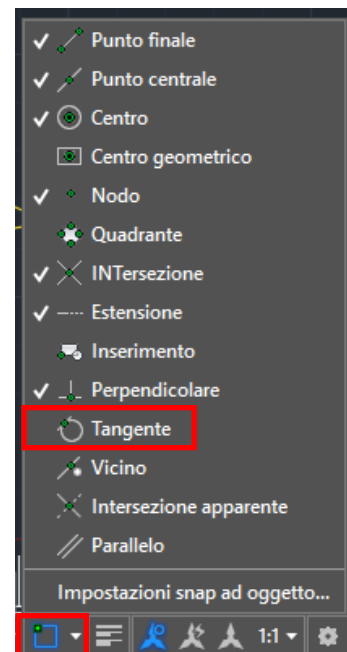 Punto finale
Punto centrale
Centro
Centro geometrico
Nodo
Quadrante
INTersezione
Estensione
Inserimento
Perpendicolare
Tangente
Vicino
Intersezione apparente
Parallelo
Impostazioni snap ad oggetto...
1:1